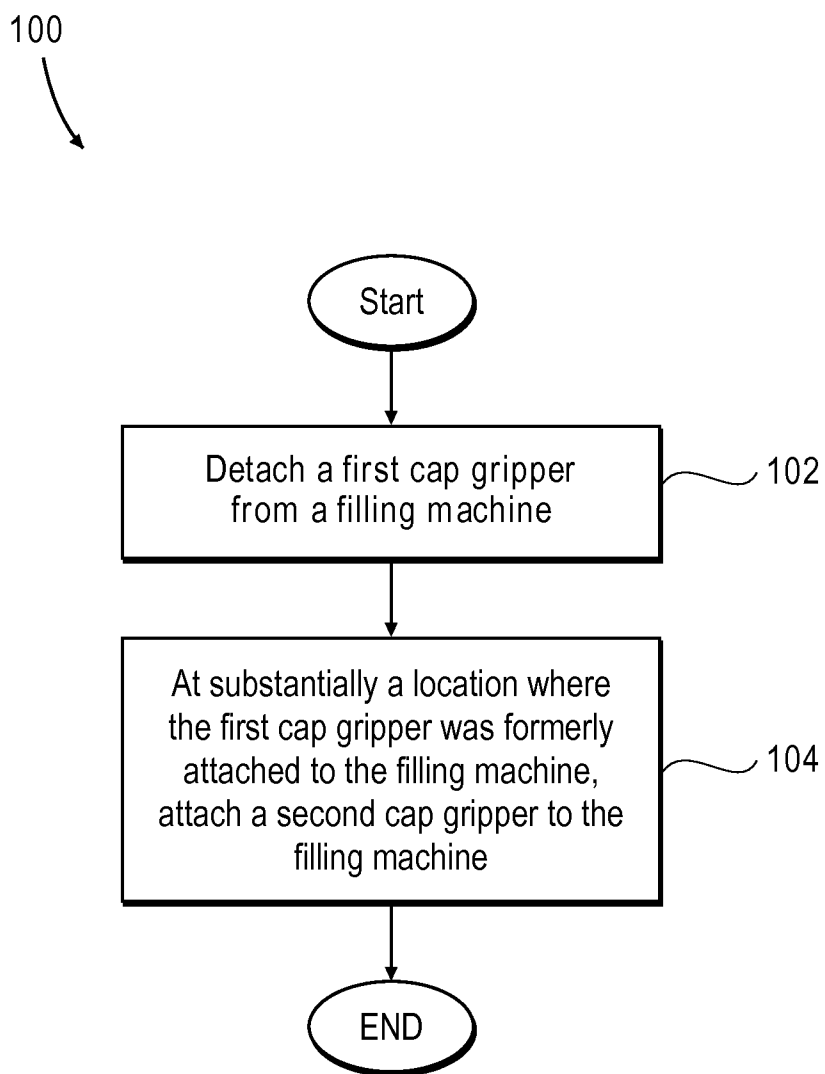 100
Start
Detach a first cap gripper
from a filling machine
102
At substantially a location where
the first cap gripper was formerly
attached to the filling machine,
attach a second cap gripper to the
filling machine
104
END